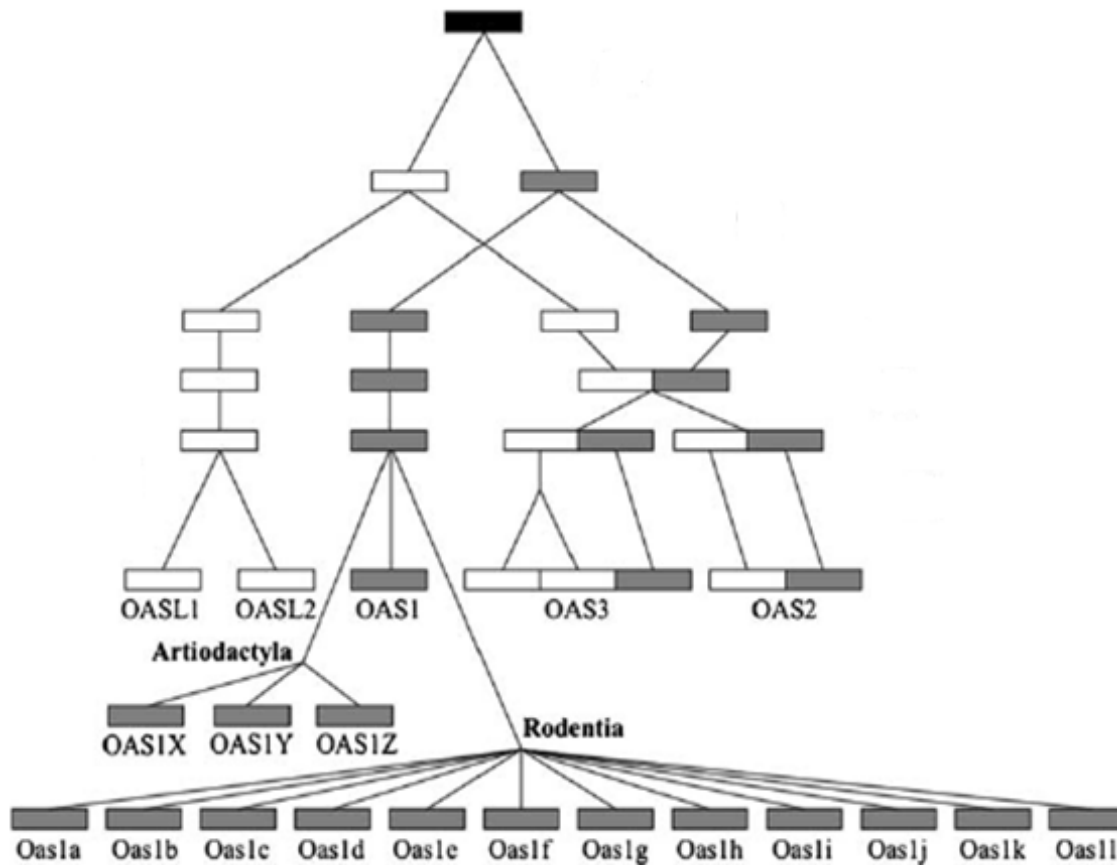 OASL1 OASL2 OAS1 OAS3 OAS2
Artiodactyla
OAS1X OAS1Y OAS1Z
Rodentia
Oas1a Oas1b Oas1c Oas1d Oas1e Oas1f Oas1g Oas1h Oas1i Oas1j Oas1k Oas1l